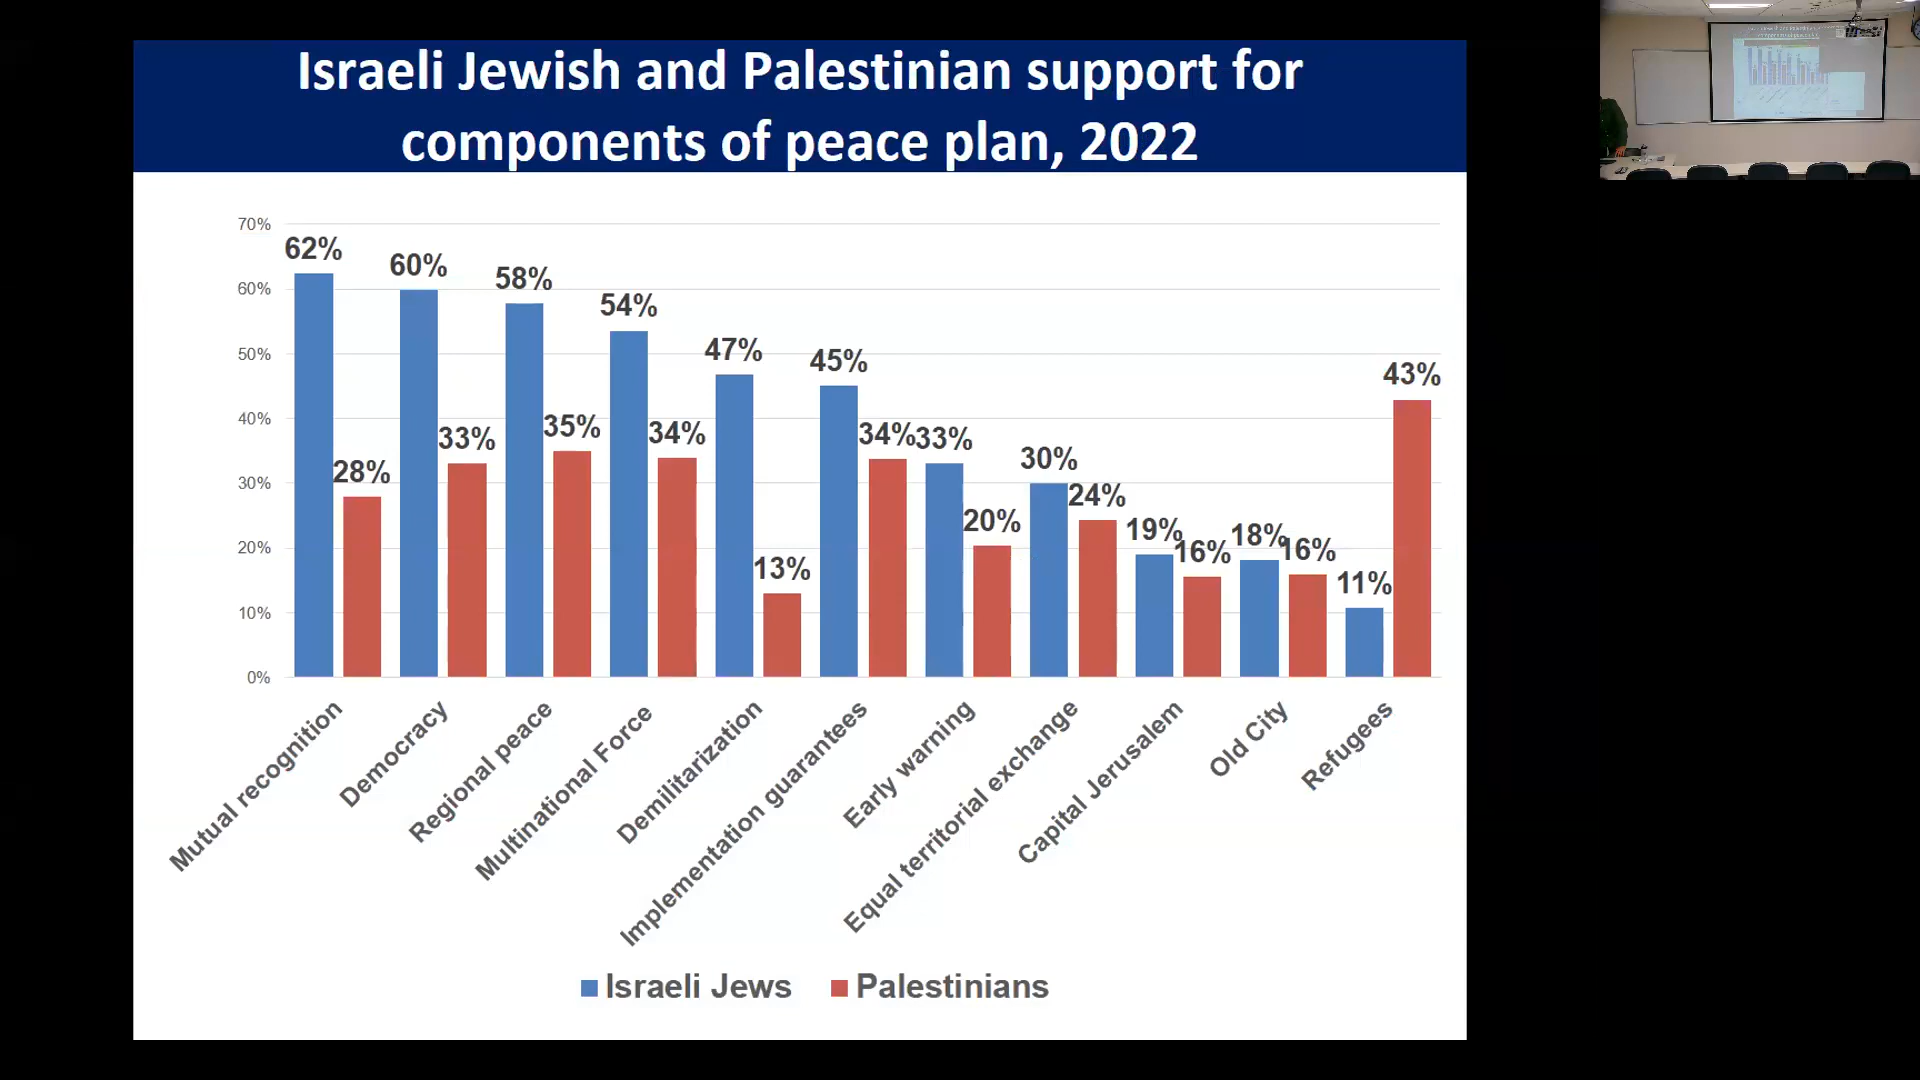 Israeli Jewish and Palestinian support for
components of peace plan, 2022
70%
60%
50%
40%
30%
20%
10%
0%
62%
28%
60%
33%
58%
35%
54%
34%
47%
13%
45%
34%
33%
20%
30%
24%
19%
16%
18%
16%
11%
43%
Mutual recognition
Democracy
Regional peace
Multinational Force
Demilitarization
Implementation guarantees
Early warning
Equal territorial exchange
Capital Jerusalem
Old City
Refugees
Israeli Jews
Palestinians